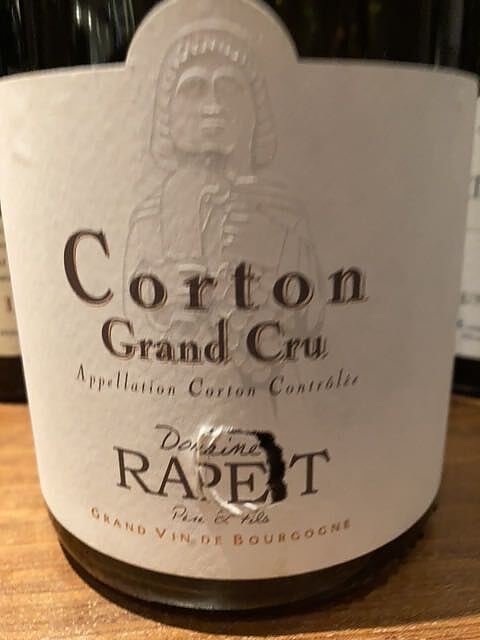 Corton
Grand Cru
Appellation Corton Contrôlée
Domaine
RAPET
Père & Fils
GRAND VIN DE BOURGOGNE